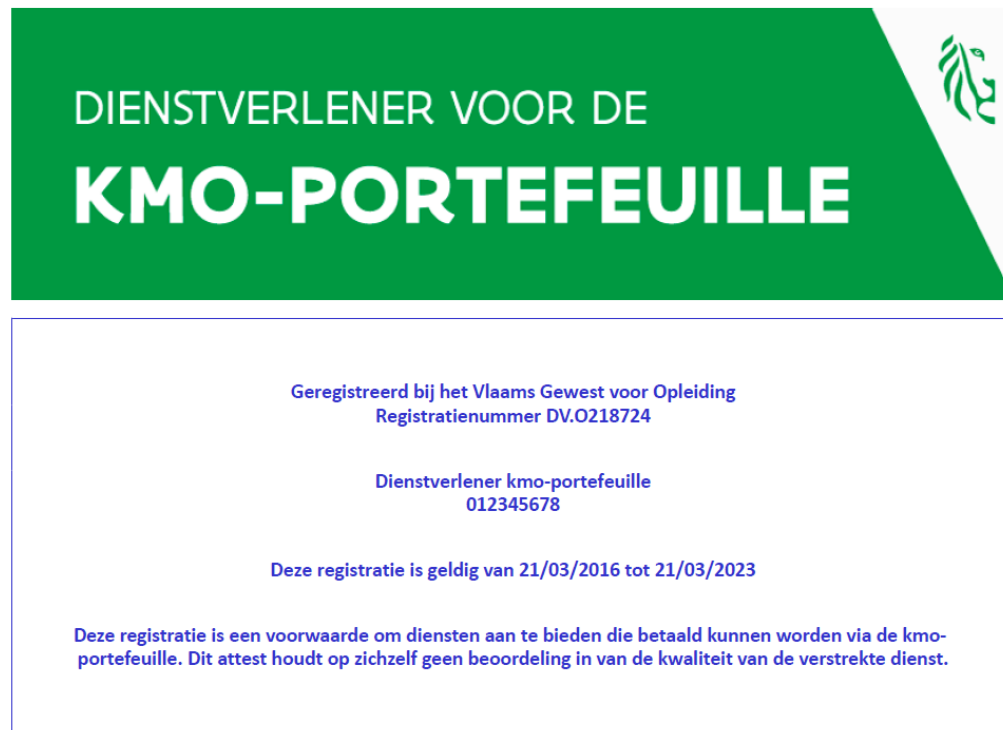 DIENSTVERLENER VOOR DE
KMO-PORTEFEUILLE
Geregistreerd bij het Vlaams Gewest voor Opleiding
Registratienummer DV.O218724
Dienstverlener kmo-portefeuille
012345678
Deze registratie is geldig van 21/03/2016 tot 21/03/2023
Deze registratie is een voorwaarde om diensten aan te bieden die betaald kunnen worden via de kmo-
portefeuille. Dit attest houdt op zichzelf geen beoordeling in van de kwaliteit van de verstrekte dienst.